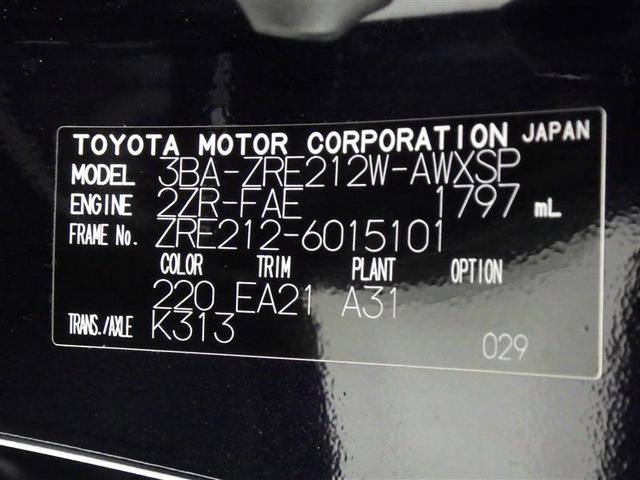 TOYOTA MOTOR CORPORATION JAPAN
MODEL 3BA-ZRE212W-AWXSP
ENGINE 2ZR-FAE 1797 mL
FRAME No. ZRE212-6015101
COLOR TRIM PLANT OPTION
220 EA21 A31
TRANS./AXLE K313
029